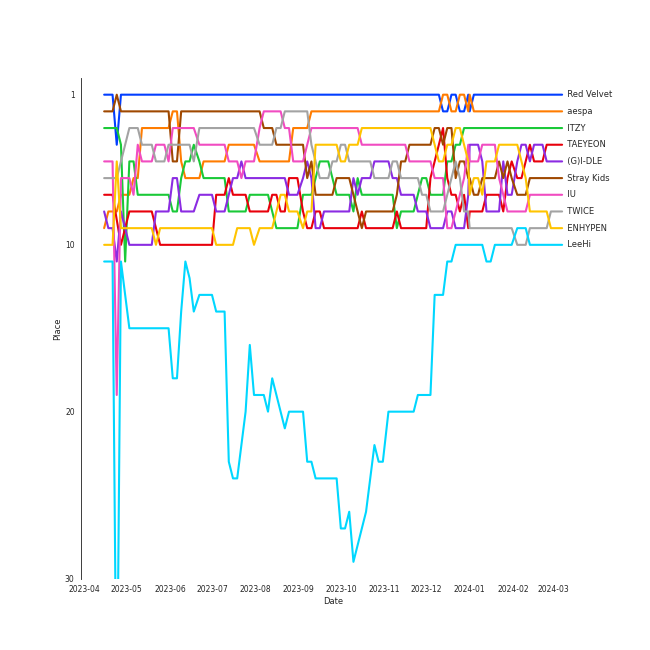 1
10
20
30
Place
2023-04 2023-05 2023-06 2023-07 2023-08 2023-09 2023-10 2023-11 2023-12 2024-01 2024-02 2024-03
Date
Red Velvet
aespa
ITZY
TAEYEON
(G)I-DLE
Stray Kids
IU
TWICE
ENHYPEN
LeeHi